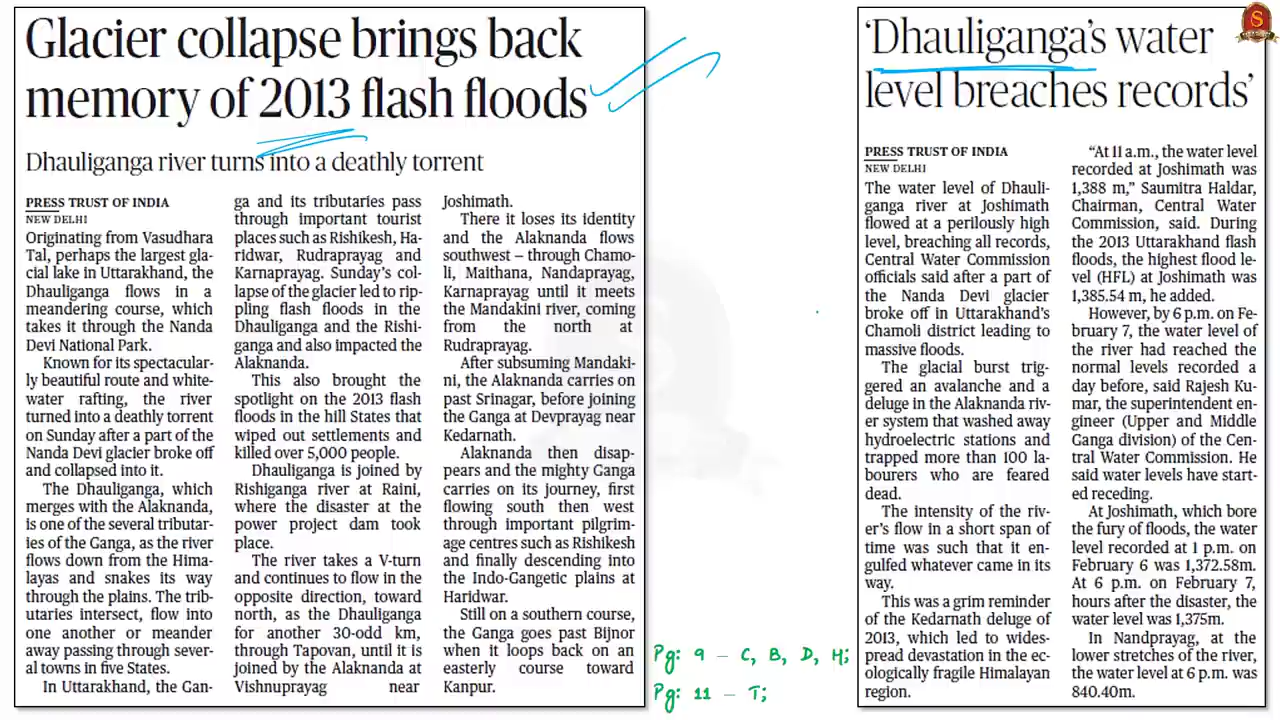 Glacier collapse brings back
memory of 2013 flash floods
Dhauliganga river turns into a deathly torrent
PRESS TRUST OF INDIA
NEW DELHI
Originating from Vasudhara
Tal, perhaps the largest gla-
cial lake in Uttarakhand, the
Dhauliganga flows in a
meandering course, which
takes it through the Nanda
Devi National Park.
Known for its spectacular-
ly beautiful route and white-
water rafting, the river
turned into a deathly torrent
on Sunday after a part of the
Nanda Devi glacier broke off
and collapsed into it.
The Dhauliganga, which
merges with the Alaknanda,
is one of the several tributar-
ies of the Ganga, as the river
flows down from the Hima-
layas and snakes its way
through the plains. The trib-
utaries intersect, flow into
one another or meander
away passing through sever-
al towns in five States.
In Uttarakhand, the Gan-
ga and its tributaries pass
through important tourist
places such as Rishikesh, Ha-
ridwar, Rudraprayag and
Karnaprayag. Sunday's col-
lapse of the glacier led to rip-
pling flash floods in the
Dhauliganga and the Rishi-
ganga and also impacted the
Alaknanda.
This also brought the
spotlight on the 2013 flash
floods in the hill States that
wiped out settlements and
killed over 5,000 people.
Dhauliganga is joined by
Rishiganga river at Raini,
where the disaster at the
power project dam took
place.
The river takes a V-turn
and continues to flow in the
opposite direction, toward
north, as the Dhauliganga
for another 30-odd km,
through Tapovan, until it is
joined by the Alaknanda at
Vishnuprayag near
Joshimath.
There it loses its identity
and the Alaknanda flows
southwest – through Chamo-
li, Maithana, Nandaprayag,
Karnaprayag until it meets
the Mandakini river, coming
from the north at
Rudraprayag.
After subsuming Mandaki-
ni, the Alaknanda carries on
past Srinagar, before joining
the Ganga at Devprayag near
Kedarnath.
Alaknanda then disap-
pears and the mighty Ganga
carries on its journey, first
flowing south then west
through important pilgrim-
age centres such as Rishikesh
and finally descending into
the Indo-Gangetic plains at
Haridwar.
Still on a southern course,
the Ganga goes past Bijnor
when it loops back on an
easterly course toward
Kanpur.
Pg: 9 – C, B, D, H;
Pg: 11 – T;
‘Dhauliganga's water
level breaches records’
PRESS TRUST OF INDIA
NEW DELHI
The water level of Dhauli-
ganga river at Joshimath
flowed at a perilously high
level, breaching all records,
Central Water Commission
officials said after a part of
the Nanda Devi glacier
broke off in Uttarakhand's
Chamoli district leading to
massive floods.
The glacial burst trig-
gered an avalanche and a
deluge in the Alaknanda riv-
er system that washed away
hydroelectric stations and
trapped more than 100 la-
bourers who are feared
dead.
The intensity of the riv-
er's flow in a short span of
time was such that it en-
gulfed whatever came in its
way.
This was a grim reminder
of the Kedarnath deluge of
2013, which led to wides-
pread devastation in the ec-
ologically fragile Himalayan
region.
“At 11 a.m., the water level
recorded at Joshimath was
1,388 m,” Saumitra Haldar,
Chairman, Central Water
Commission, said. During
the 2013 Uttarakhand flash
floods, the highest flood le-
vel (HFL) at Joshimath was
1,385.54 m, he added.
However, by 6 p.m. on Fe-
bruary 7, the water level of
the river had reached the
normal levels recorded a
day before, said Rajesh Ku-
mar, the superintendent en-
gineer (Upper and Middle
Ganga division) of the Cen-
tral Water Commission. He
said water levels have start-
ed receding.
At Joshimath, which bore
the fury of floods, the water
level recorded at 1 p.m. on
February 6 was 1,372.58m.
At 6 p.m. on February 7,
hours after the disaster, the
water level was 1,375m.
In Nandprayag, at the
lower stretches of the river,
the water level at 6 p.m. was
840.40m.